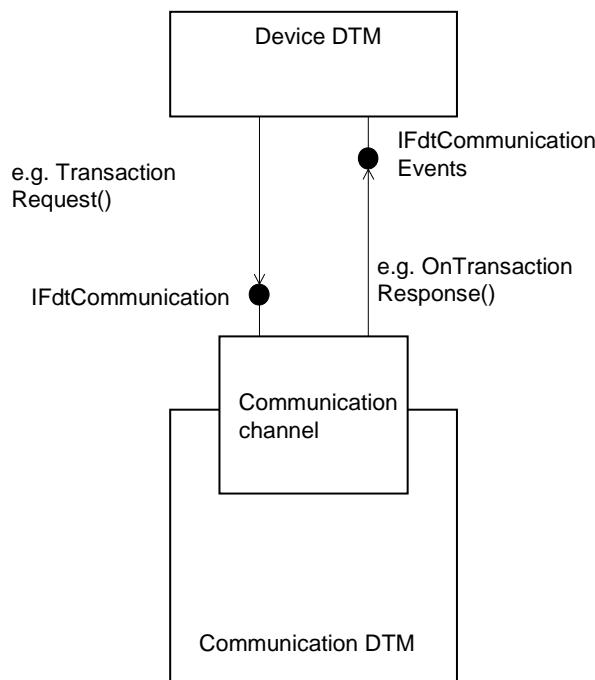 Device DTM
IFdtCommunication
Events
e.g. Transaction
Request()
e.g. OnTransaction
Response()
IFdtCommunication
Communication
channel
Communication DTM